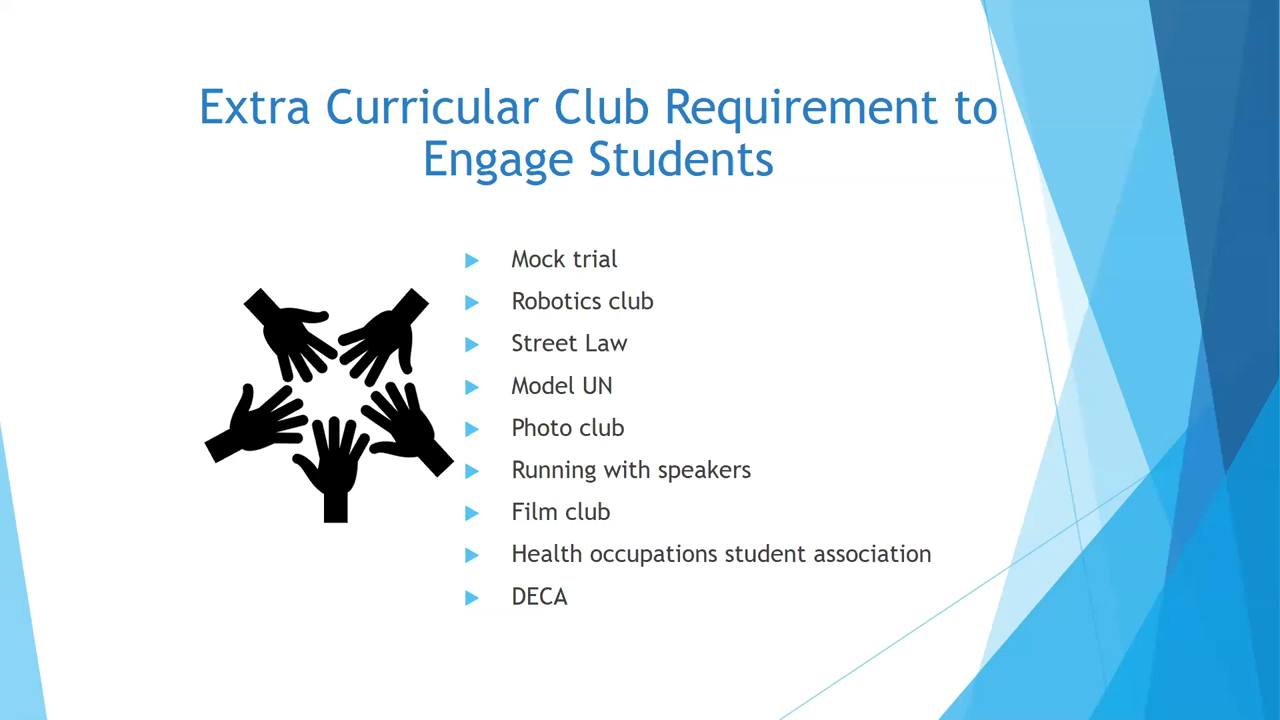 Extra Curricular Club Requirement to
Engage Students
Mock trial
Robotics club
Street Law
Model UN
Photo club
Running with speakers
Film club
Health occupations student association
DECA